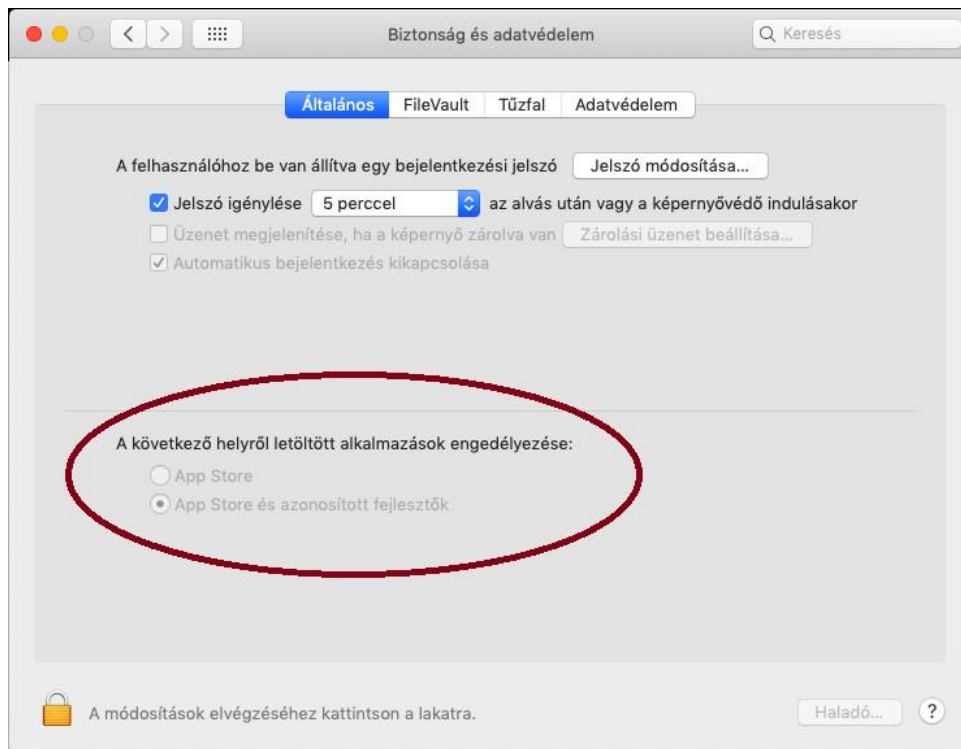 Biztonság és adatvédelem
Keresés
Általános FileVault Tűzfal Adatvédelem
A felhasználóhoz be van állítva egy bejelentkezési jelszó Jelszó módosítása...
Jelszó igénylése 5 perccel az alvás után vagy a képernyővédő indulásakor
Üzenet megjelenítése, ha a képernyő zárolva van Zárolási üzenet beállítása...
Automatikus bejelentkezés kikapcsolása
A következő helyről letöltött alkalmazások engedélyezése:
App Store
App Store és azonosított fejlesztők
A módosítások elvégzéséhez kattintson a lakatra.
Haladó... ?